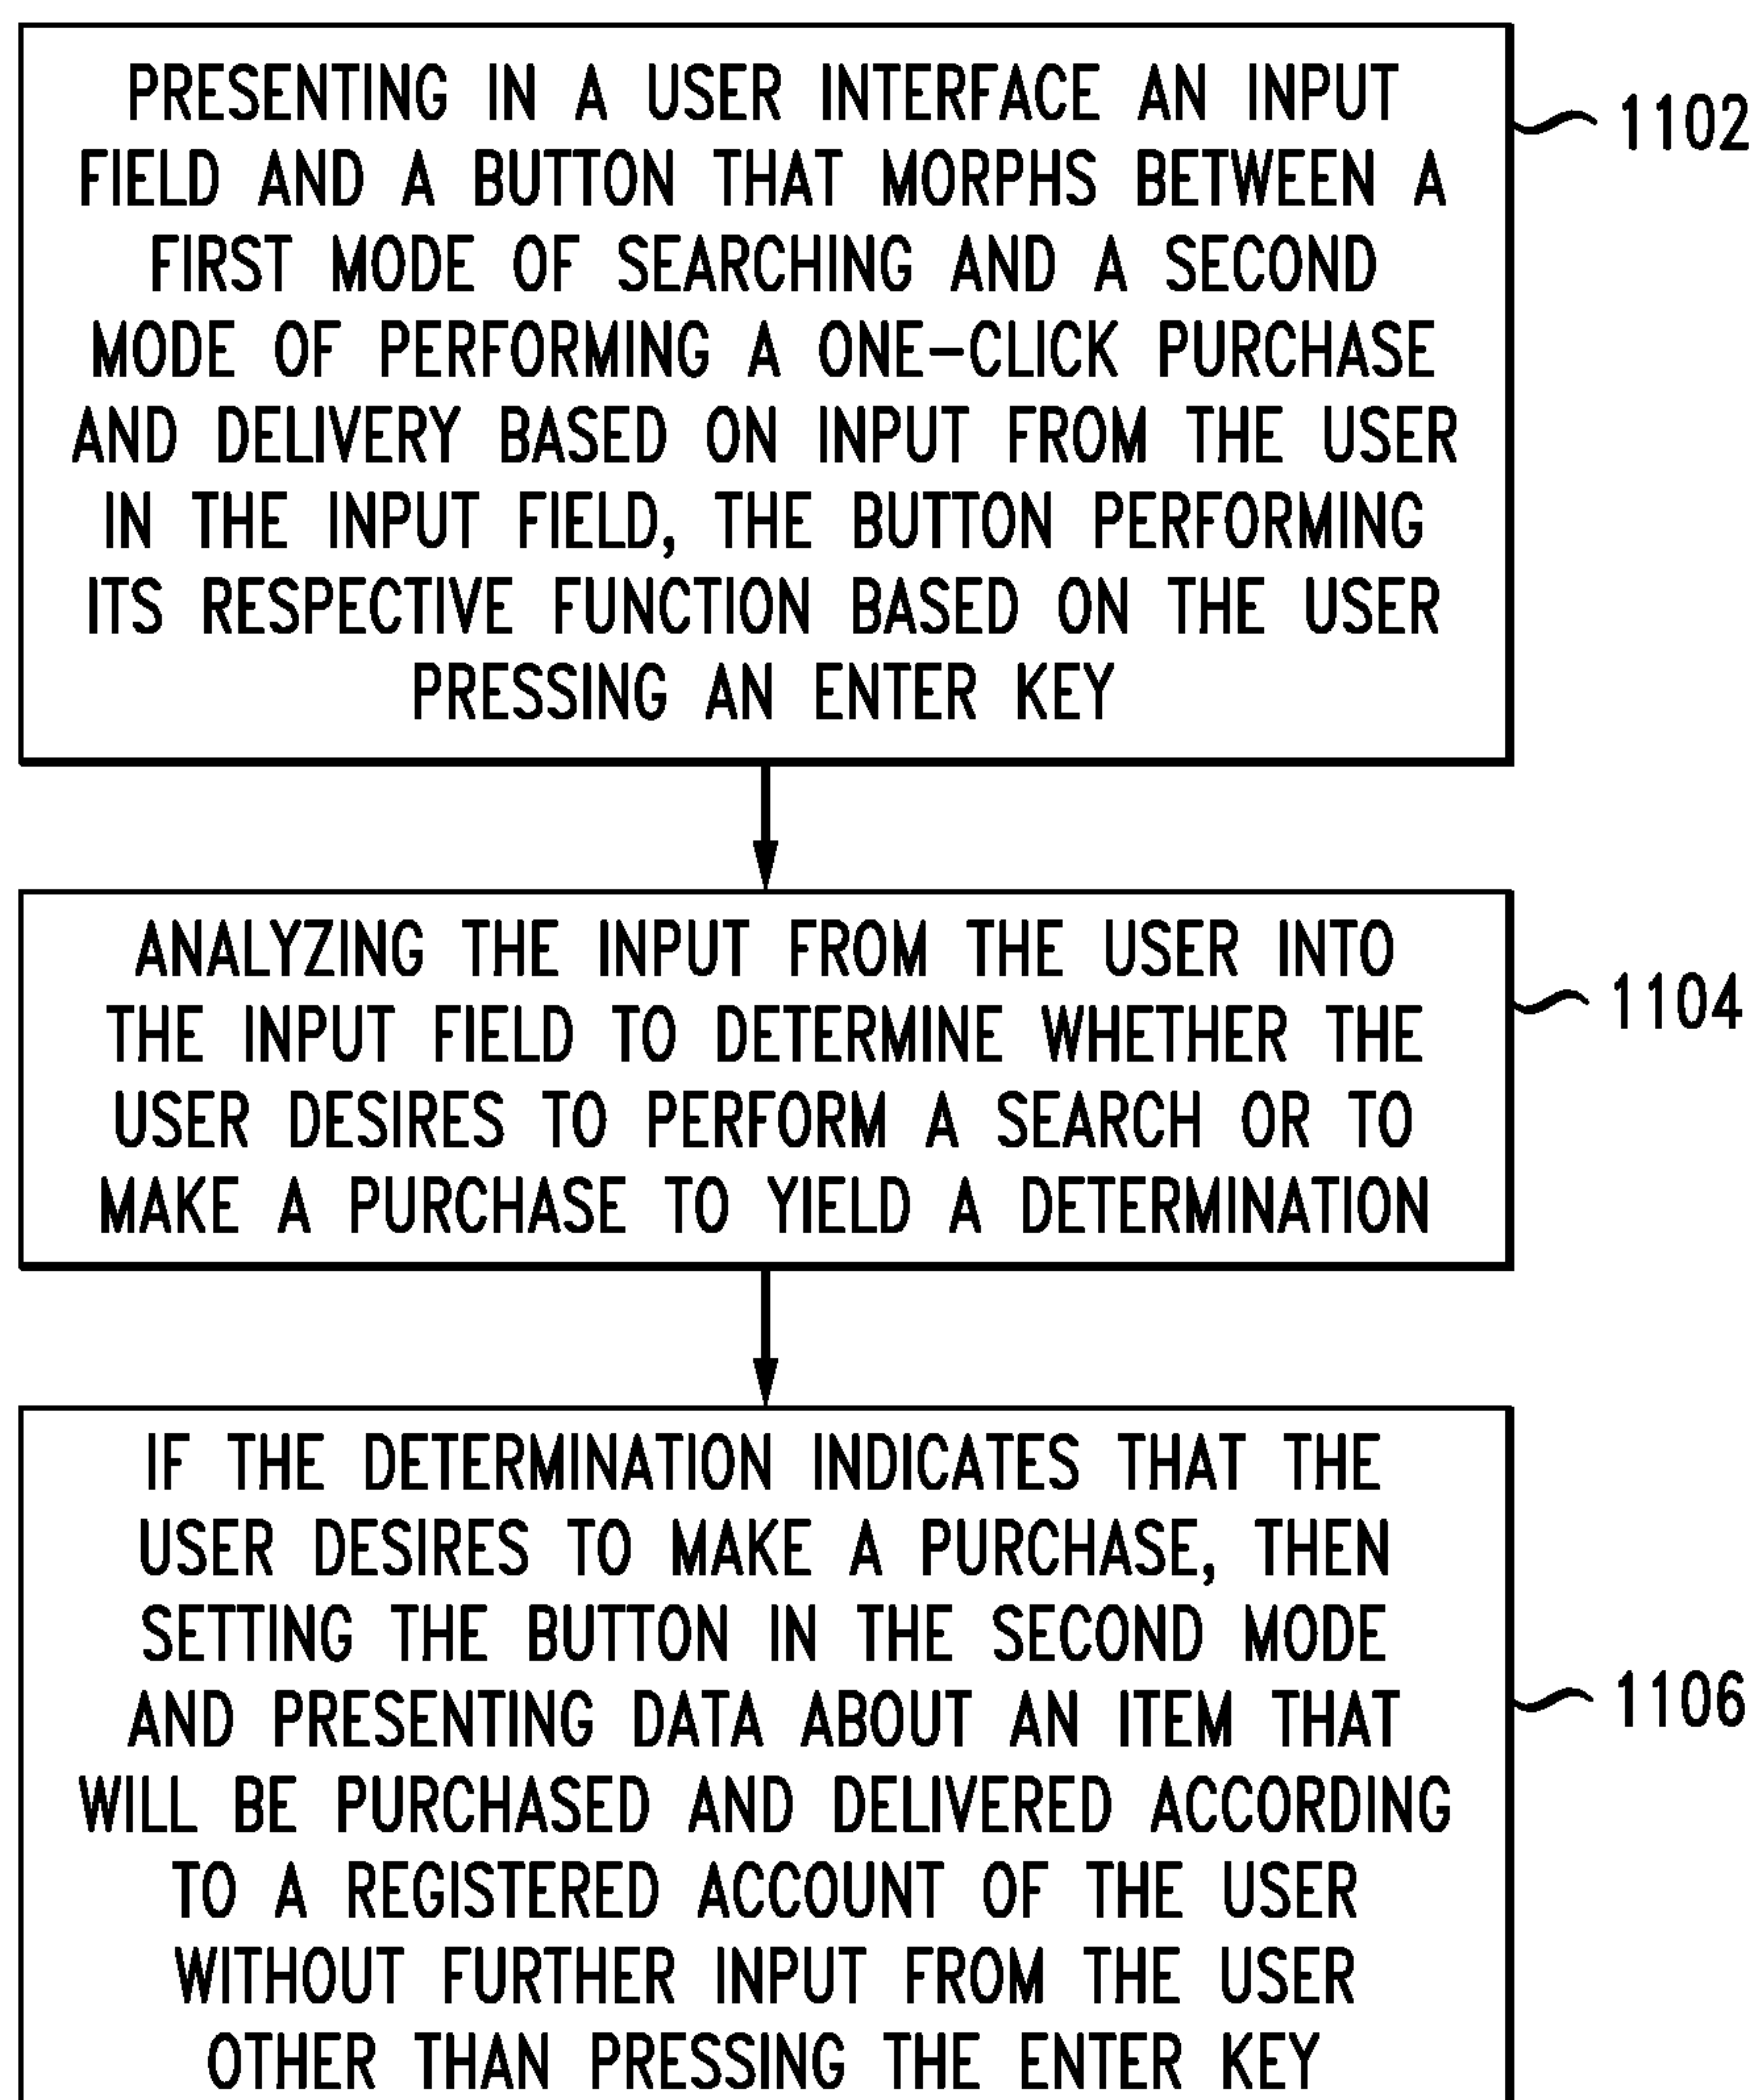 PRESENTING IN A USER INTERFACE AN INPUT
FIELD AND A BUTTON THAT MORPHS BETWEEN A
FIRST MODE OF SEARCHING AND A SECOND
MODE OF PERFORMING A ONE-CLICK PURCHASE
AND DELIVERY BASED ON INPUT FROM THE USER
IN THE INPUT FIELD, THE BUTTON PERFORMING
ITS RESPECTIVE FUNCTION BASED ON THE USER
PRESSING AN ENTER KEY
1102
ANALYZING THE INPUT FROM THE USER INTO
THE INPUT FIELD TO DETERMINE WHETHER THE
USER DESIRES TO PERFORM A SEARCH OR TO
MAKE A PURCHASE TO YIELD A DETERMINATION
1104
IF THE DETERMINATION INDICATES THAT THE
USER DESIRES TO MAKE A PURCHASE, THEN
SETTING THE BUTTON IN THE SECOND MODE
AND PRESENTING DATA ABOUT AN ITEM THAT
WILL BE PURCHASED AND DELIVERED ACCORDING
TO A REGISTERED ACCOUNT OF THE USER
WITHOUT FURTHER INPUT FROM THE USER
OTHER THAN PRESSING THE ENTER KEY
1106